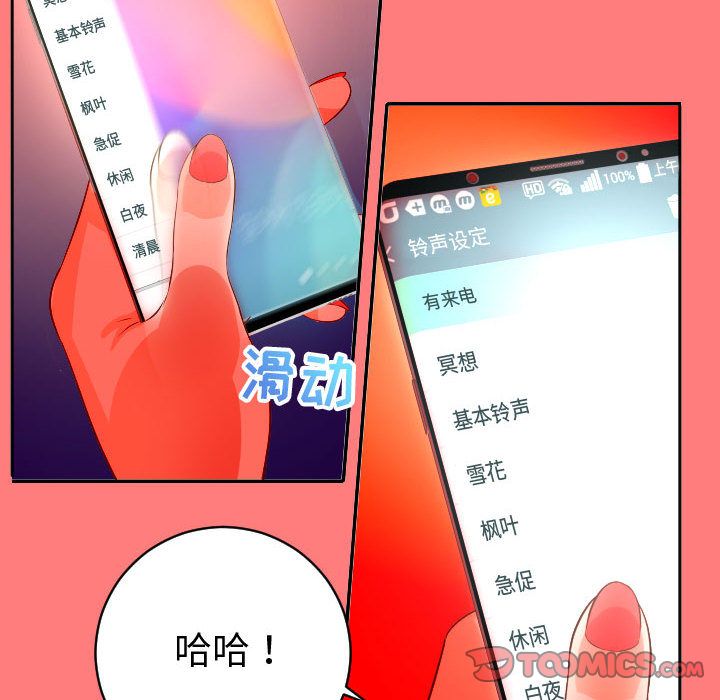 冥想
基本铃声
雪花
枫叶
急促
休闲
白夜
清晨
滑动
HD
100%
上午
铃声设定
有来电
冥想
基本铃声
雪花
枫叶
急促
休闲
白夜
哈哈！
TOOMICS.COM